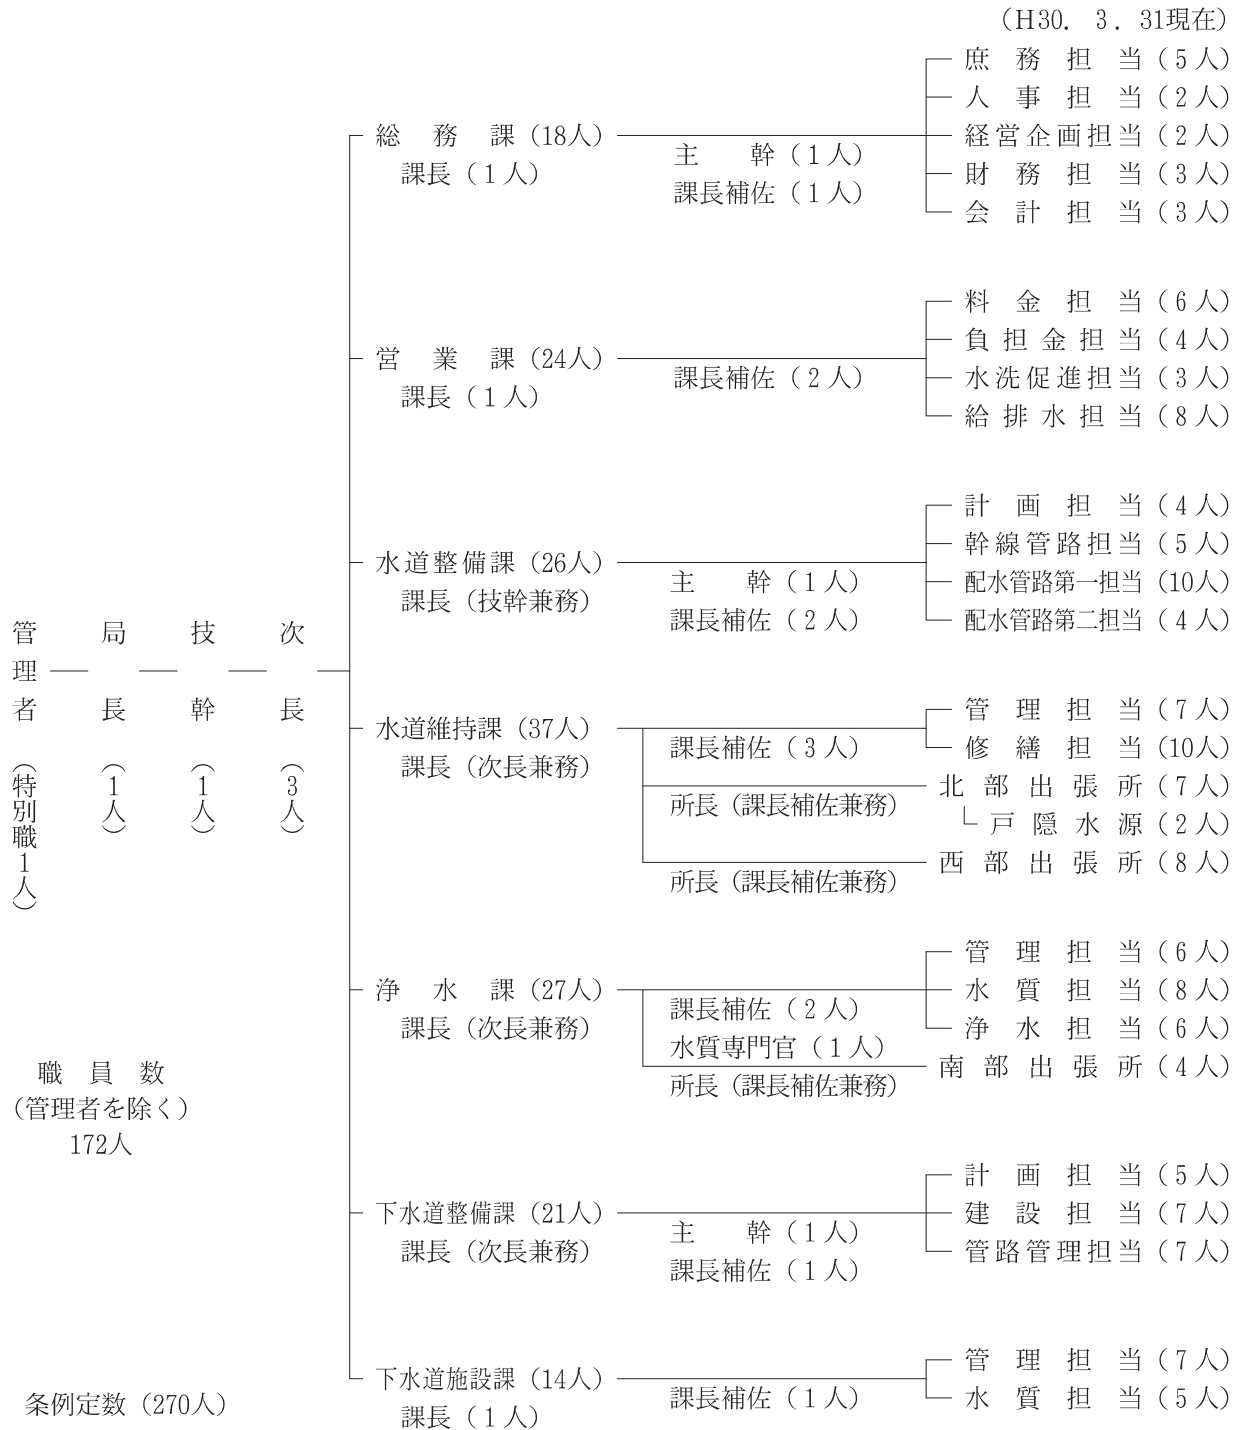 （H30. 3. 31現在）
管理者（特別職1人）
局長（1人）
技幹（1人）
次長（3人）
総務課（18人）
課長（1人）
主幹（1人）
課長補佐（1人）
庶務担当（5人）
人事担当（2人）
経営企画担当（2人）
財務担当（3人）
会計担当（3人）
営業課（24人）
課長（1人）
課長補佐（2人）
料金担当（6人）
負担金担当（4人）
水洗促進担当（3人）
給排水担当（8人）
水道整備課（26人）
課長（技幹兼務）
主幹（1人）
課長補佐（2人）
計画担当（4人）
幹線管路担当（5人）
配水管路第一担当（10人）
配水管路第二担当（4人）
水道維持課（37人）
課長（次長兼務）
課長補佐（3人）
管理担当（7人）
修繕担当（10人）
所長（課長補佐兼務）
北部出張所（7人）
戸隠水源（2人）
所長（課長補佐兼務）
西部出張所（8人）
浄水課（27人）
課長（次長兼務）
課長補佐（2人）
水質専門官（1人）
管理担当（6人）
水質担当（8人）
浄水担当（6人）
所長（課長補佐兼務）
南部出張所（4人）
下水道整備課（21人）
課長（次長兼務）
主幹（1人）
課長補佐（1人）
計画担当（5人）
建設担当（7人）
管路管理担当（7人）
下水道施設課（14人）
課長（1人）
課長補佐（1人）
管理担当（7人）
水質担当（5人）
職員数
（管理者を除く）
172人
条例定数（270人）